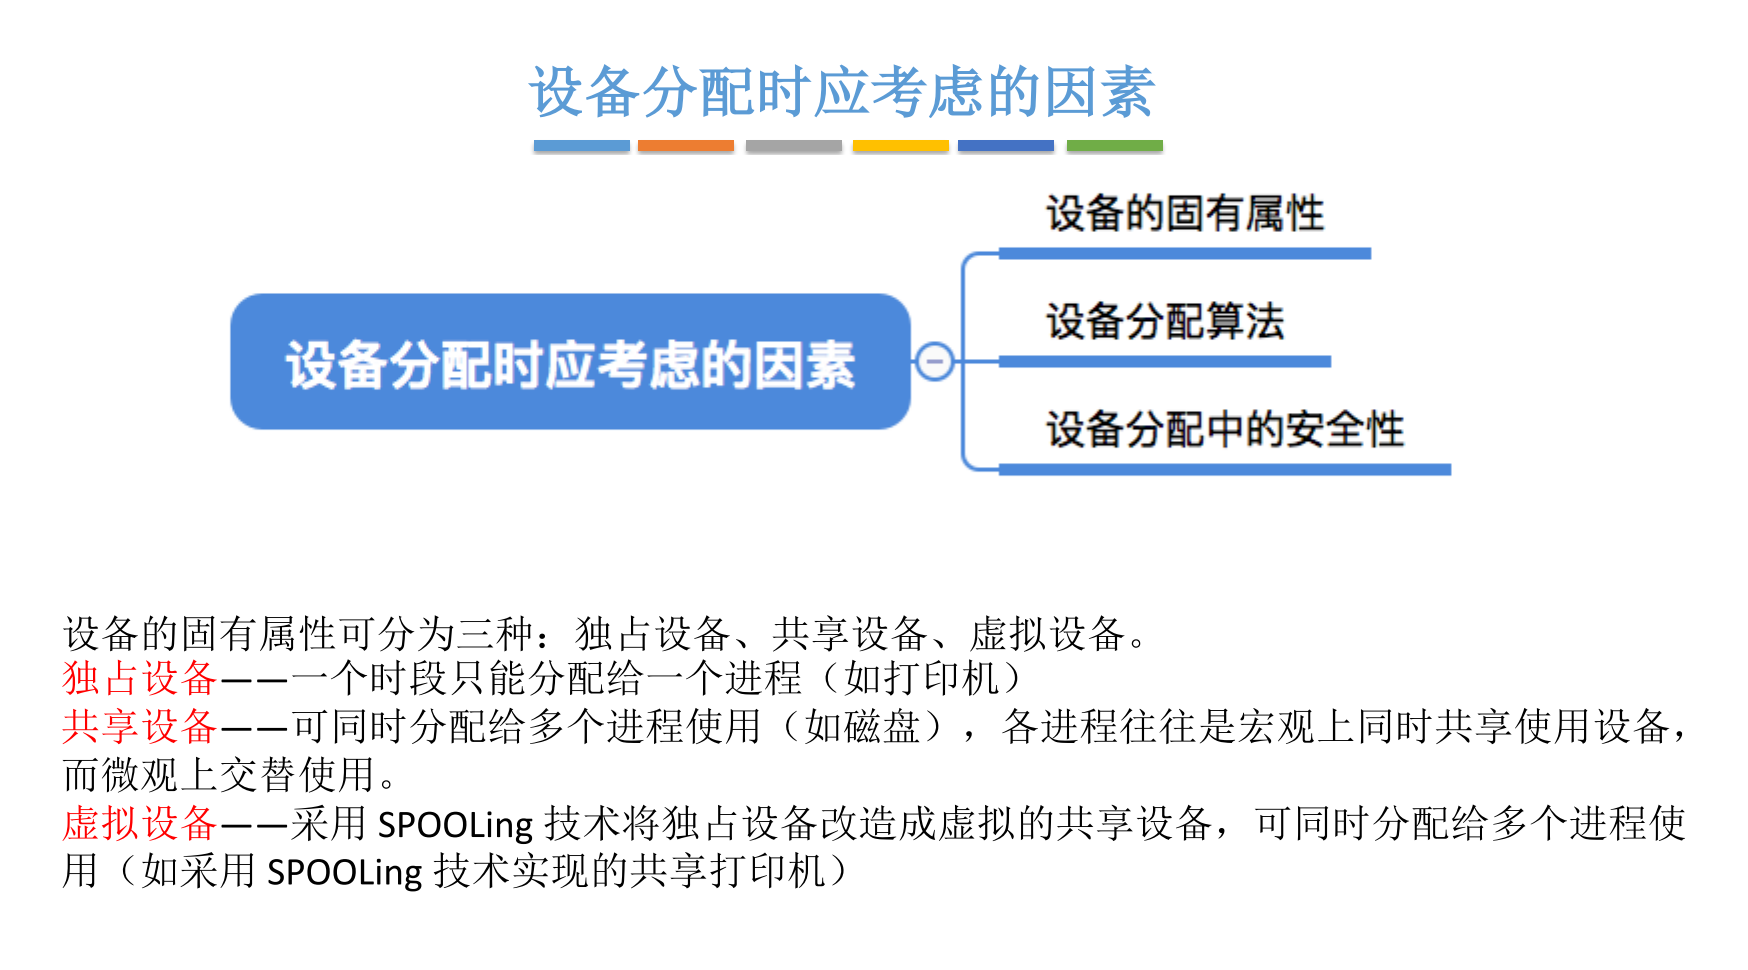 设备分配时应考虑的因素
设备的固有属性
设备分配算法
设备分配时应考虑的因素
设备分配中的安全性
设备的固有属性可分为三种：独占设备、共享设备、虚拟设备。
独占设备——一个时段只能分配给一个进程（如打印机）
共享设备——可同时分配给多个进程使用（如磁盘），各进程往往是宏观上同时共享使用设备，
而微观上交替使用。
虚拟设备——采用 SPOOLing 技术将独占设备改造成虚拟的共享设备，可同时分配给多个进程使
用（如采用 SPOOLing 技术实现的共享打印机）